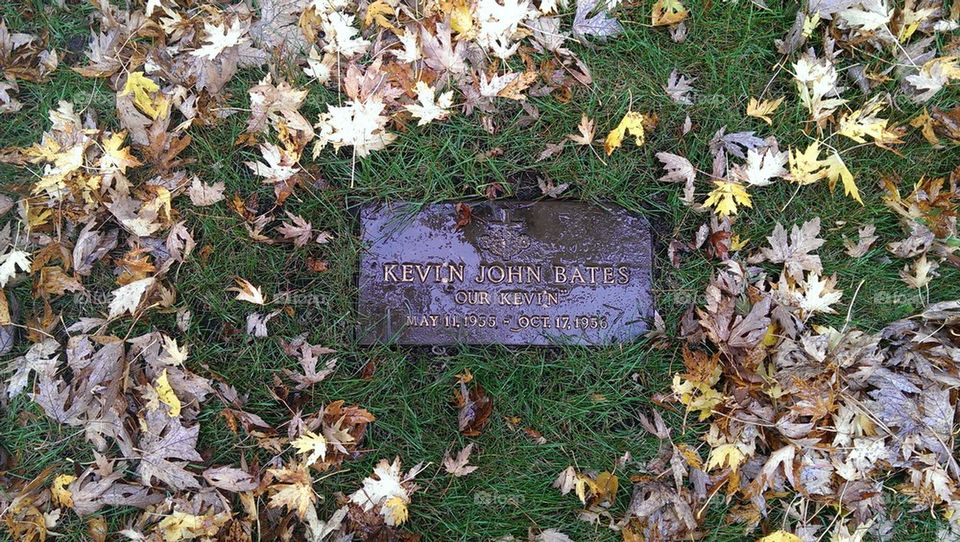 KEVIN JOHN BATES
"OUR KEVIN"
MAY 11, 1955 - OCT. 17, 1956